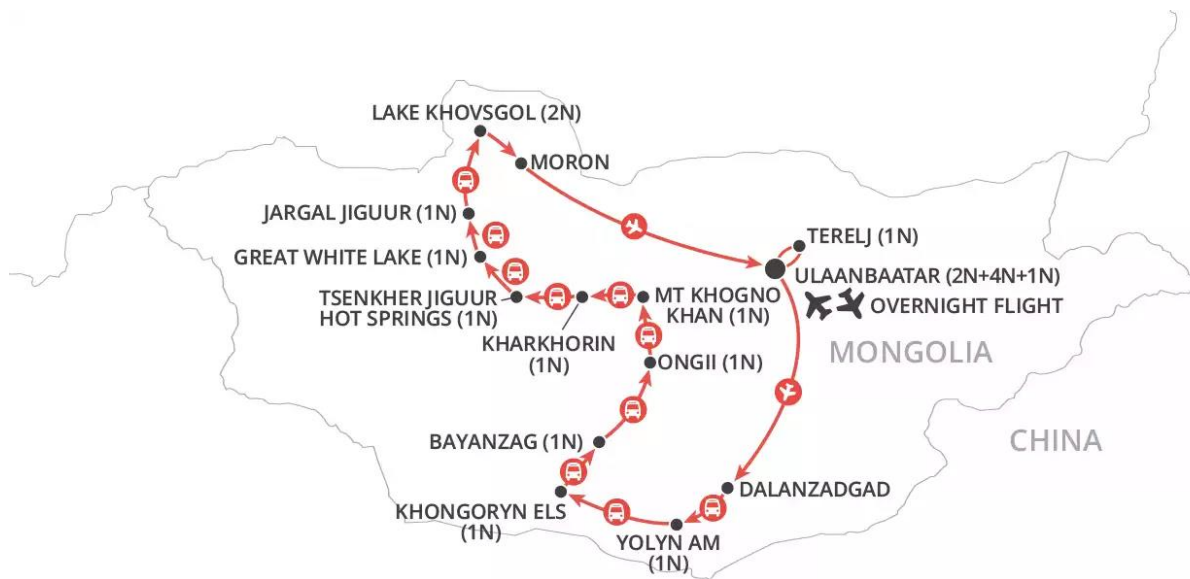 LAKE KHOVSGOL (2N)
MORON
JARGAL JIGUUR (1N)
TERELJ (1N)
GREAT WHITE LAKE (1N)
ULAANBAATAR (2N+4N+1N)
TSENKHER JIGUUR
HOT SPRINGS (1N)
MT KHOGNO
KHAN (1N)
OVERNIGHT FLIGHT
KHARKHORIN
(1N)
MONGOLIA
ONGII (1N)
BAYANZAG (1N)
CHINA
DALANZADGAD
KHONGORYN ELS
(1N)
YOLYN AM
(1N)